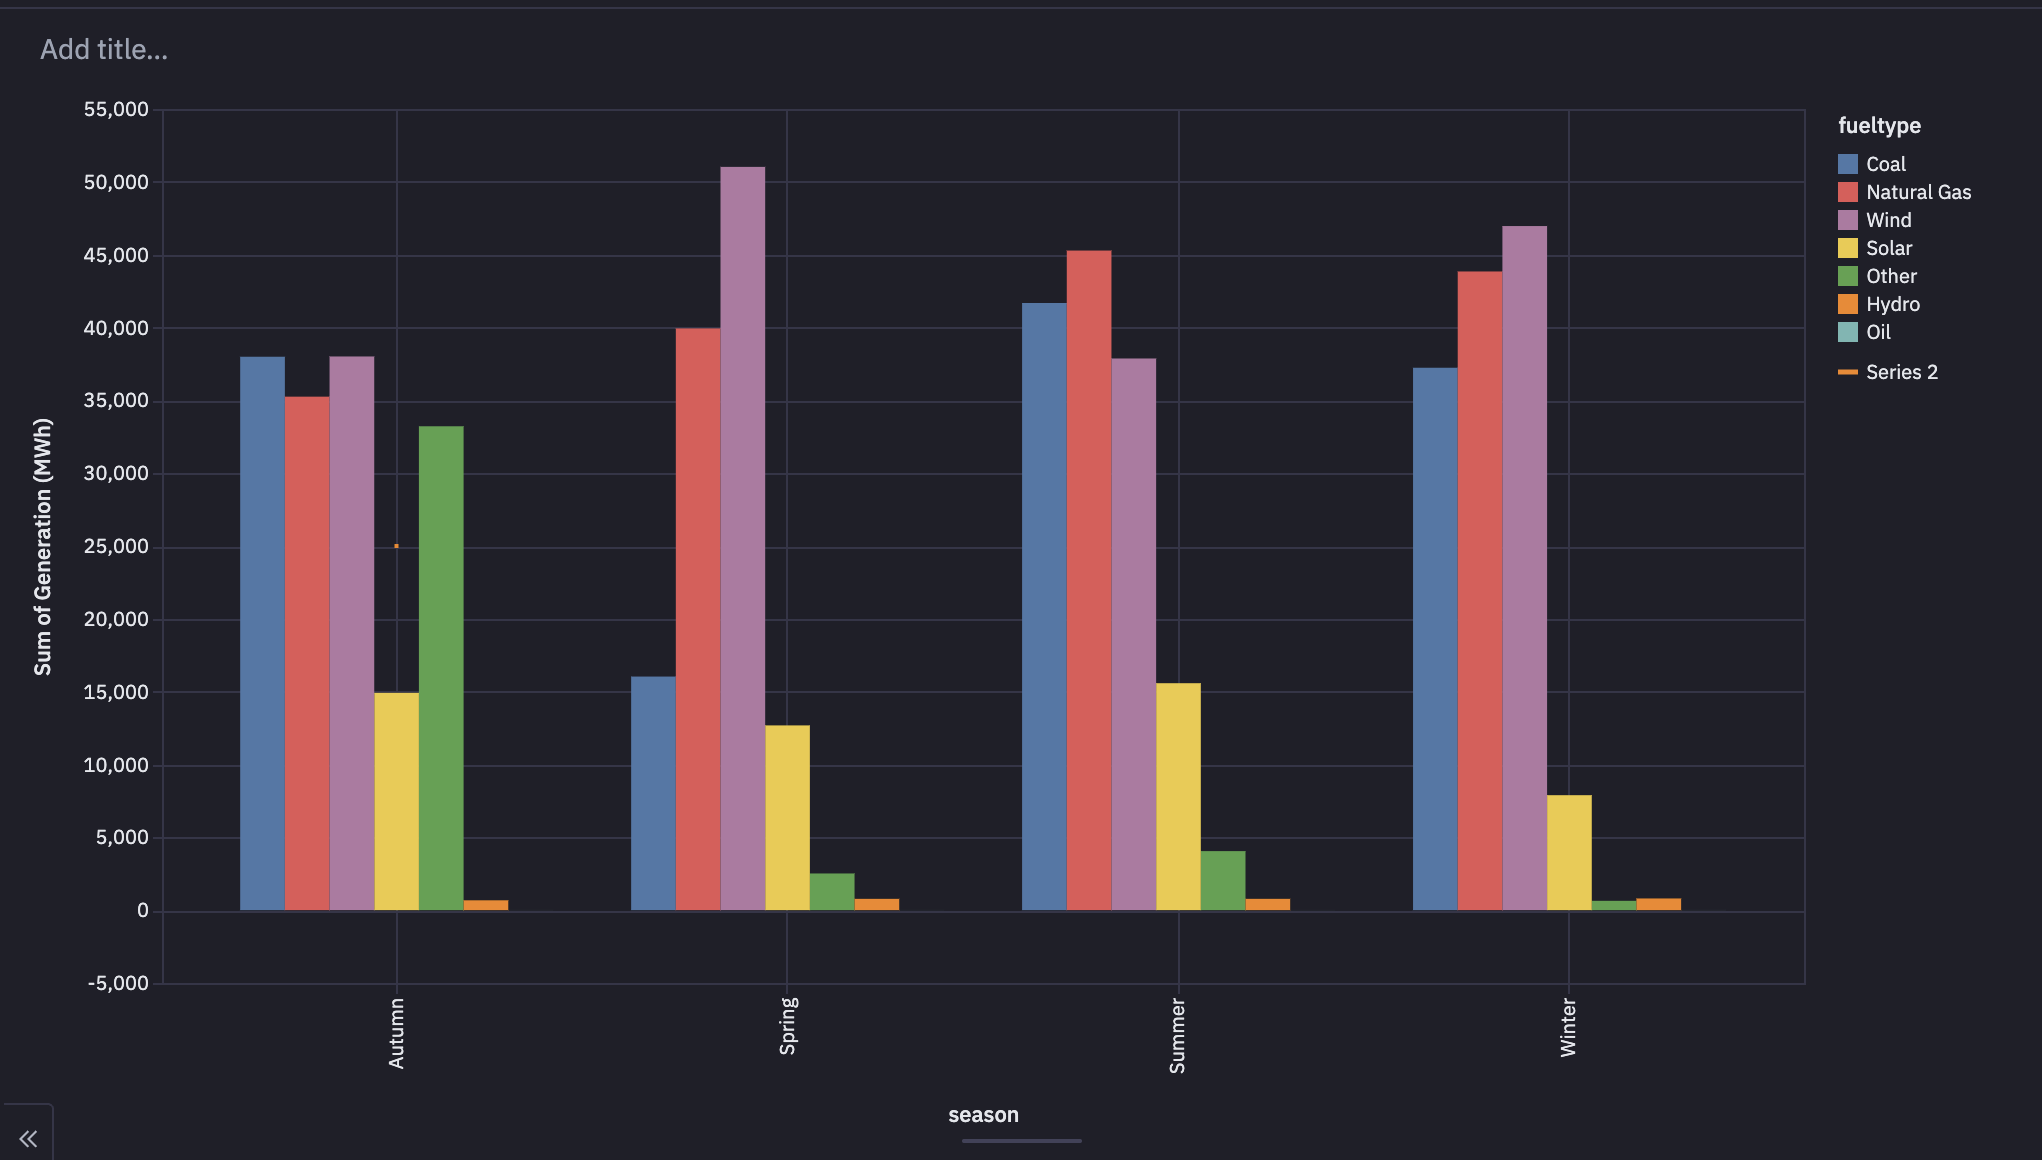 Add title...
55,000
50,000
45,000
40,000
35,000
30,000
25,000
20,000
15,000
10,000
5,000
0
-5,000
Sum of Generation (MWh)
Autumn
Spring
Summer
Winter
season
fueltype
Coal
Natural Gas
Wind
Solar
Other
Hydro
Oil
Series 2